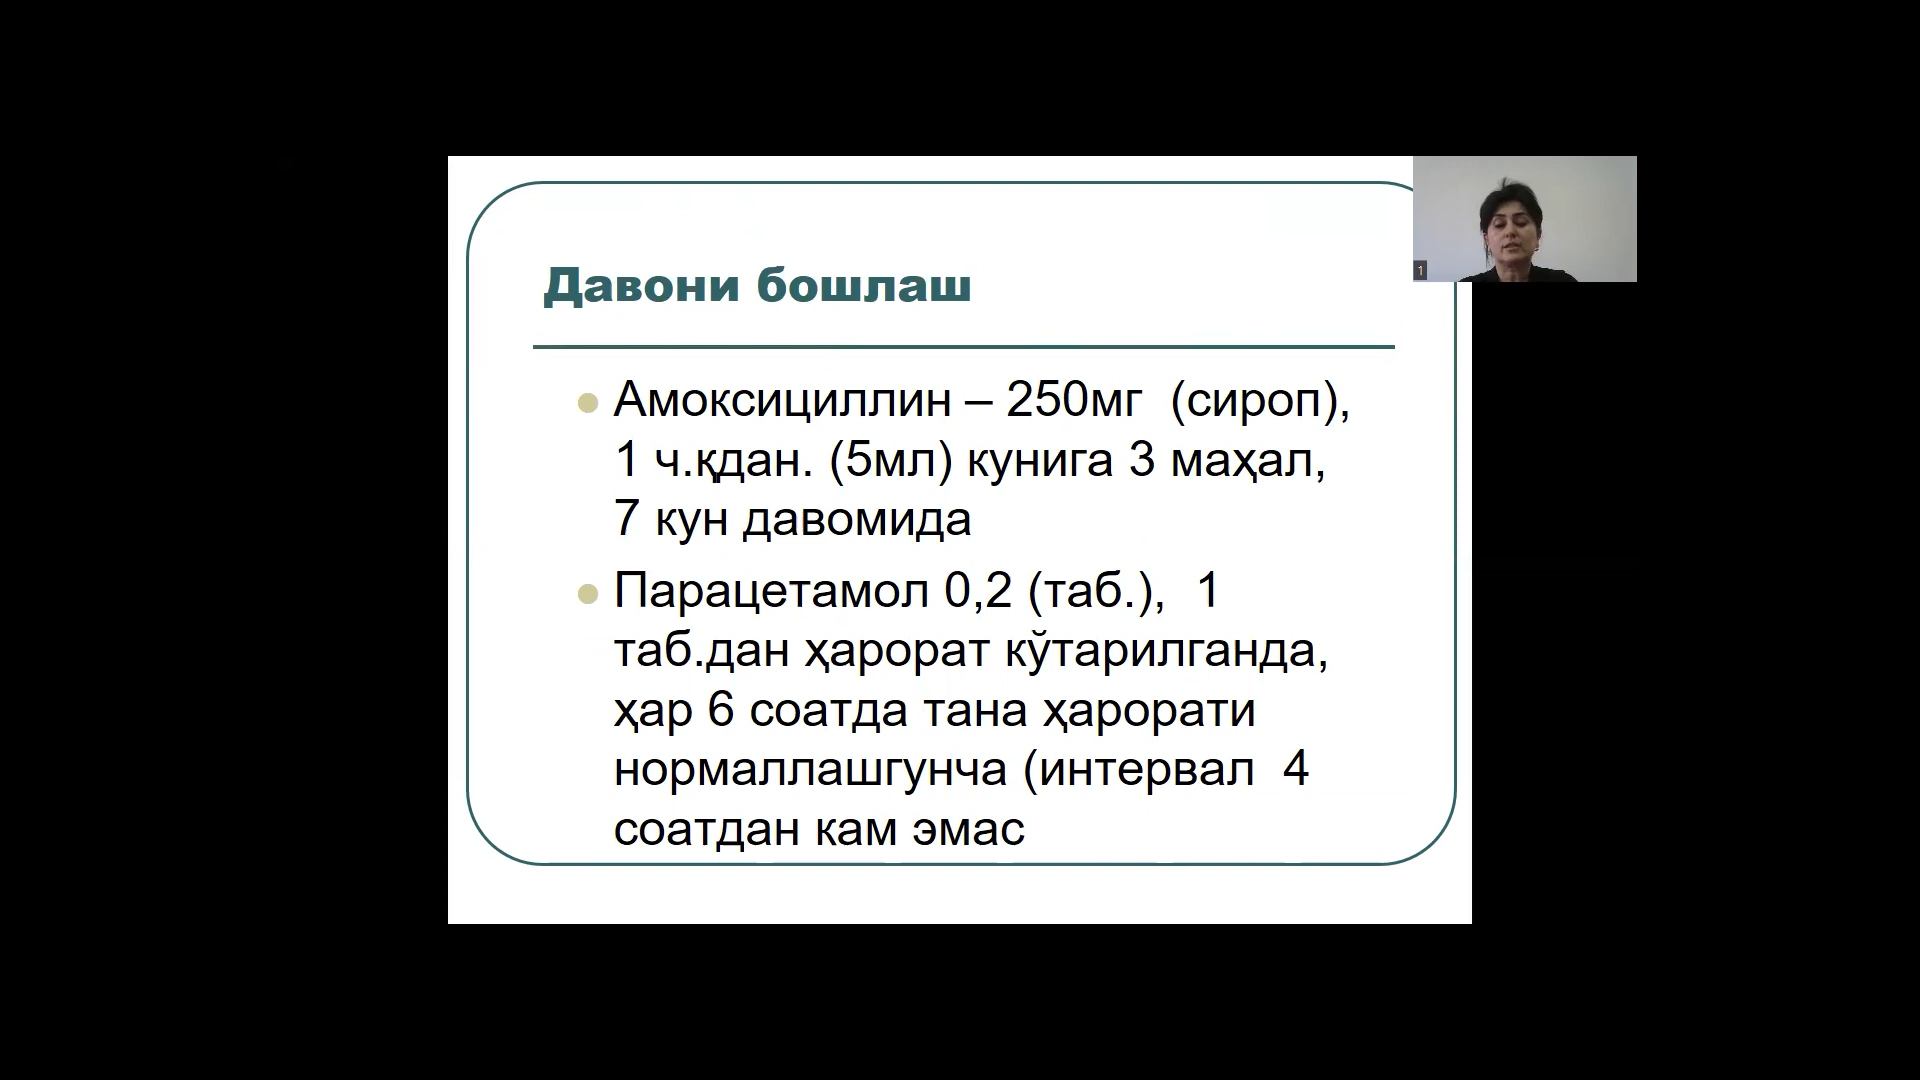 Давони бошлаш
Амоксициллин – 250мг (сироп),
1 ч.қдан. (5мл) кунига 3 маҳал,
7 кун давомида
Парацетамол 0,2 (таб.), 1
таб.дан ҳарорат кўтарилганда,
ҳар 6 соатда тана ҳарорати
нормаллашгунча (интервал 4
соатдан кам эмас
1